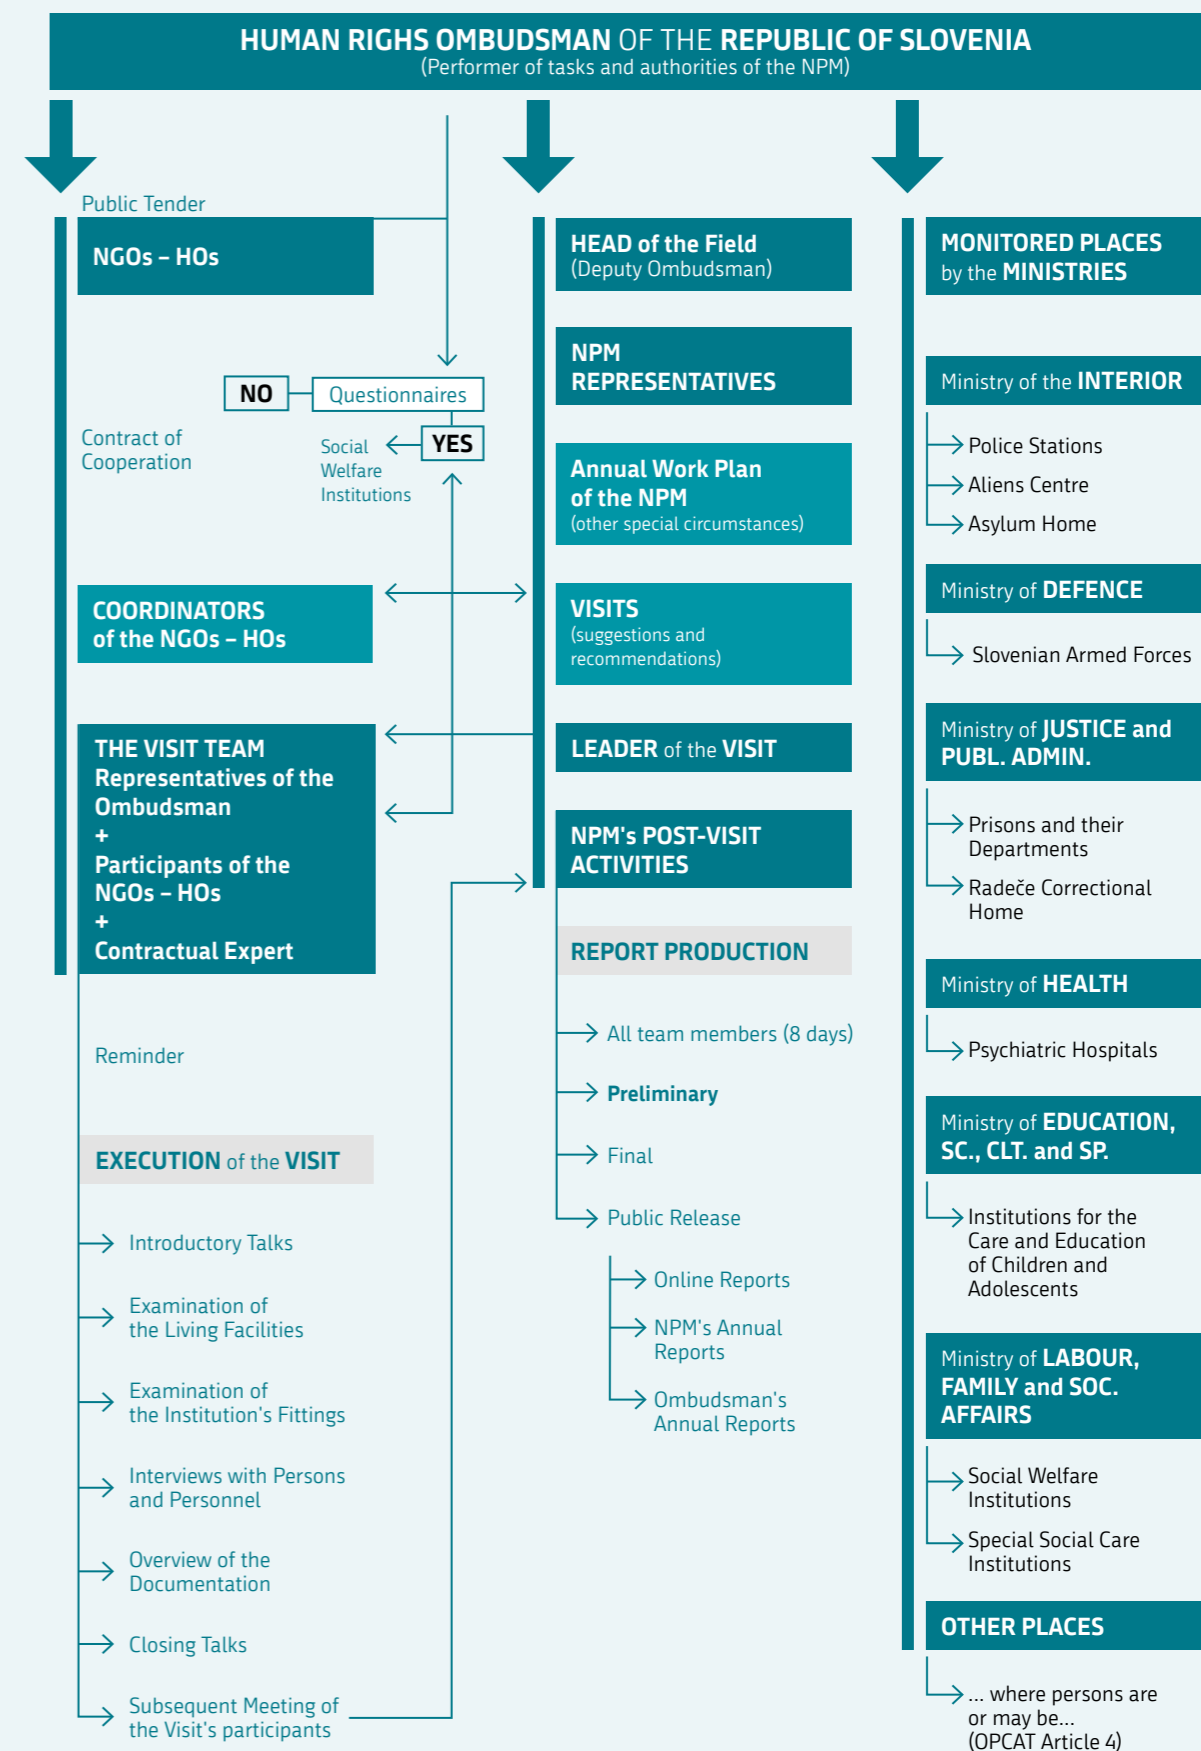 HUMAN RIGHS OMBUDSMAN OF THE REPUBLIC OF SLOVENIA
(Performer of tasks and authorities of the NPM)
Public Tender
NGOs – HOs
NO
Questionnaires
YES
Social
Welfare
Institutions
Contract of
Cooperation
COORDINATORS
of the NGOs – HOs
THE VISIT TEAM
Representatives of the
Ombudsman
+
Participants of the
NGOs – HOs
+
Contractual Expert
Reminder
EXECUTION of the VISIT
Introductory Talks
Examination of
the Living Facilities
Examination of
the Institution's Fittings
Interviews with Persons
and Personnel
Overview of the
Documentation
Closing Talks
Subsequent Meeting of
the Visit's participants
HEAD of the Field
(Deputy Ombudsman)
NPM
REPRESENTATIVES
Annual Work Plan
of the NPM
(other special circumstances)
VISITS
(suggestions and
recommendations)
LEADER of the VISIT
NPM's POST-VISIT
ACTIVITIES
REPORT PRODUCTION
All team members (8 days)
Preliminary
Final
Public Release
Online Reports
NPM's Annual
Reports
Ombudsman's
Annual Reports
MONITORED PLACES
by the MINISTRIES
Ministry of the INTERIOR
Police Stations
Aliens Centre
Asylum Home
Ministry of DEFENCE
Slovenian Armed Forces
Ministry of JUSTICE and
PUBL. ADMIN.
Prisons and their
Departments
Radeče Correctional
Home
Ministry of HEALTH
Psychiatric Hospitals
Ministry of EDUCATION,
SC., CLT. and SP.
Institutions for the
Care and Education
of Children and
Adolescents
Ministry of LABOUR,
FAMILY and SOC.
AFFAIRS
Social Welfare
Institutions
Special Social Care
Institutions
OTHER PLACES
... where persons are
or may be...
(OPCAT Article 4)